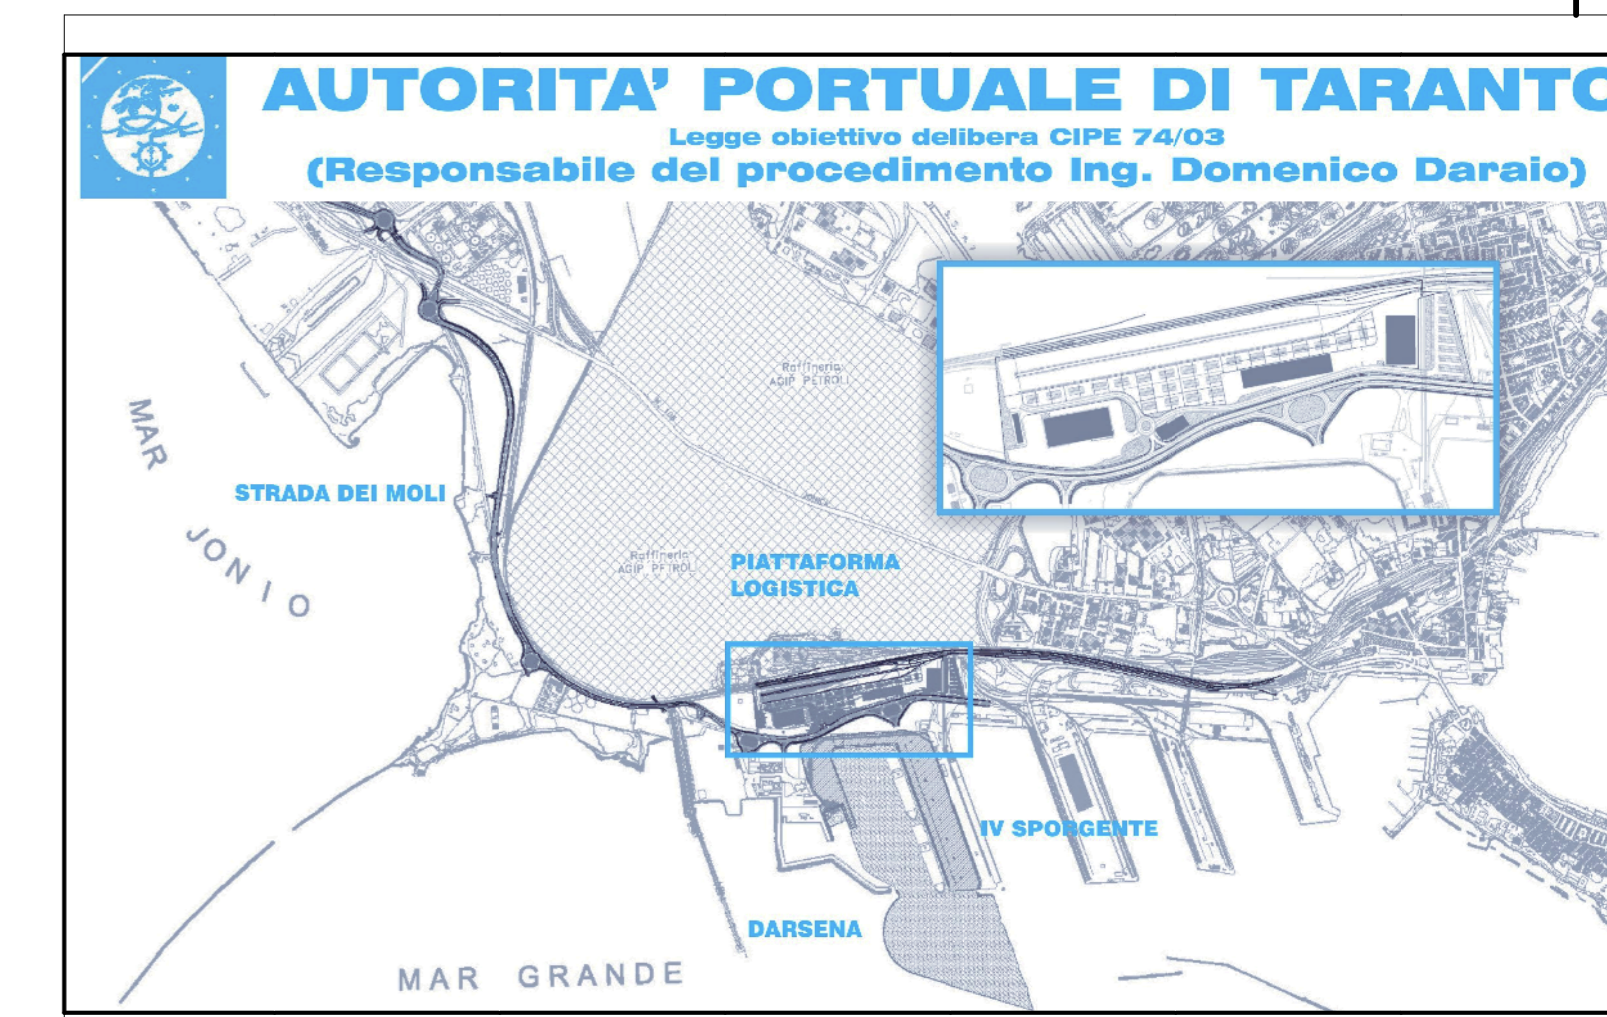 AUTORITA' PORTUALE DI TARANTO
Legge obiettivo delibera CIPE 74/03
(Responsabile del procedimento Ing. Domenico Daraio)
Raffineria
AGIP PETROLI
MAR
JONIO
STRADA DEI MOLI
Raffineria
AGIP PETROLI
PIATTAFORMA
LOGISTICA
IV SPORGENTE
DARSENA
MAR GRANDE